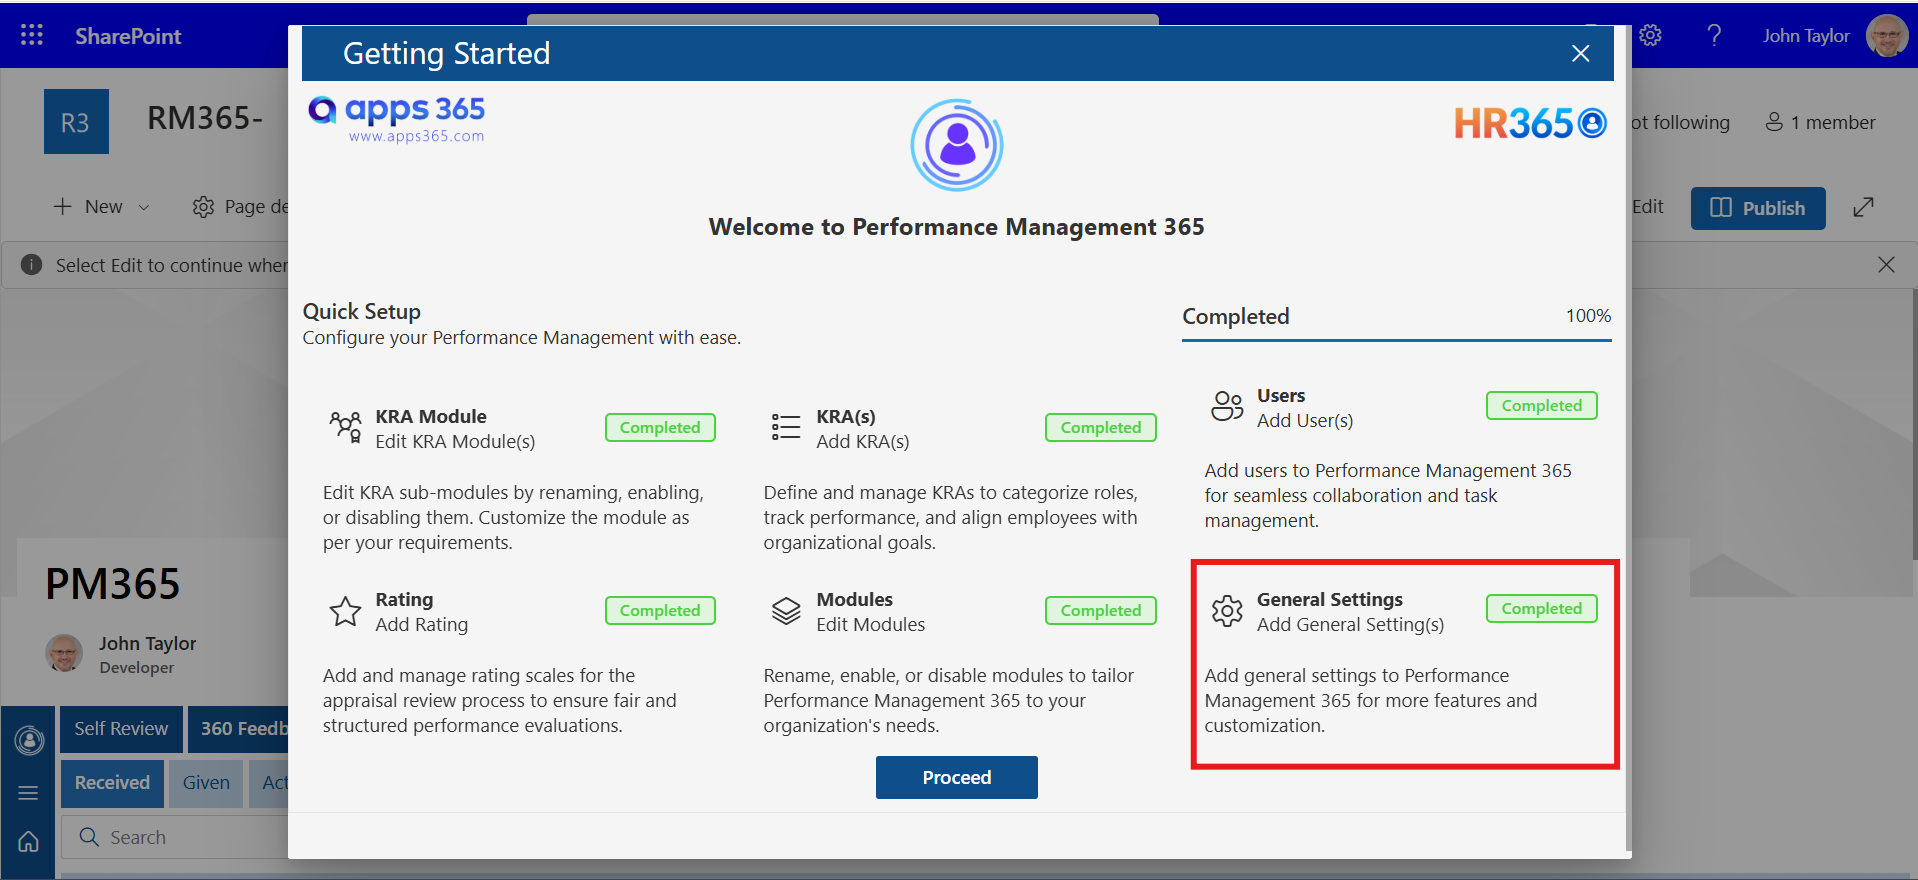 SharePoint
John Taylor
Getting Started
R3
RM365-
apps 365
www.apps365.com
HR365
ot following
1 member
New
Page de
Edit
Publish
Welcome to Performance Management 365
Select Edit to continue wher
Quick Setup
Configure your Performance Management with ease.
Completed
100%
KRA Module
Edit KRA Module(s)
Completed
Edit KRA sub-modules by renaming, enabling,
or disabling them. Customize the module as
per your requirements.
KRA(s)
Add KRA(s)
Completed
Define and manage KRAs to categorize roles,
track performance, and align employees with
organizational goals.
Users
Add User(s)
Completed
Add users to Performance Management 365
for seamless collaboration and task
management.
Rating
Add Rating
Completed
Add and manage rating scales for the
appraisal review process to ensure fair and
structured performance evaluations.
Modules
Edit Modules
Completed
Rename, enable, or disable modules to tailor
Performance Management 365 to your
organization's needs.
General Settings
Add General Setting(s)
Completed
Add general settings to Performance
Management 365 for more features and
customization.
Proceed
PM365
John Taylor
Developer
Self Review
360 Feedb
Received
Given
Act
Search